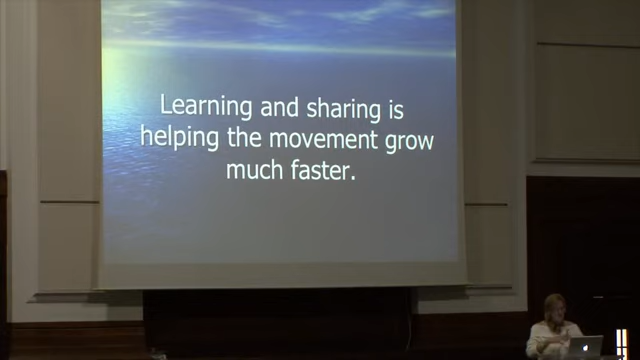 Learning and sharing is
helping the movement grow
much faster.